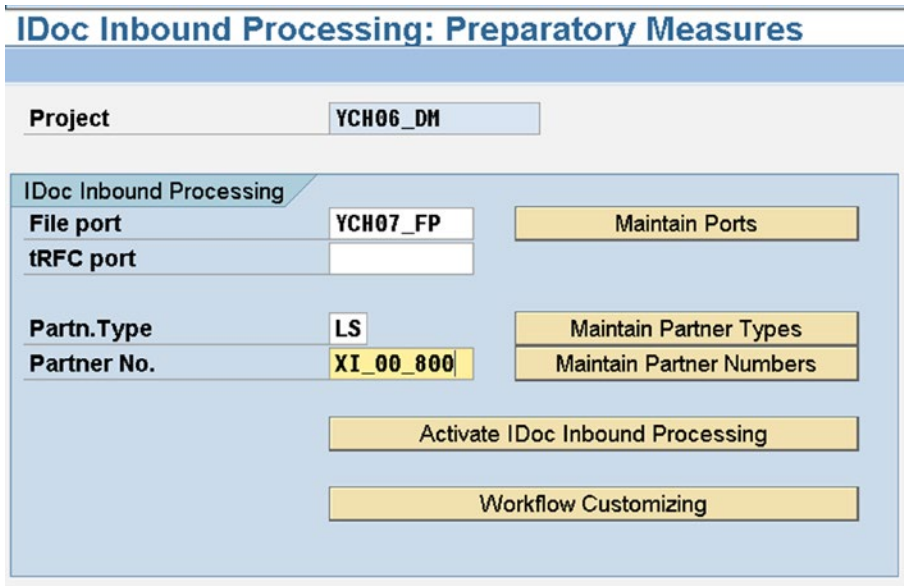 IDoc Inbound Processing: Preparatory Measures
Project YCH06_DM
IDoc Inbound Processing
File port YCH07_FP Maintain Ports
tRFC port
Partn.Type LS Maintain Partner Types
Partner No. XI_00_800 Maintain Partner Numbers
Activate IDoc Inbound Processing
Workflow Customizing